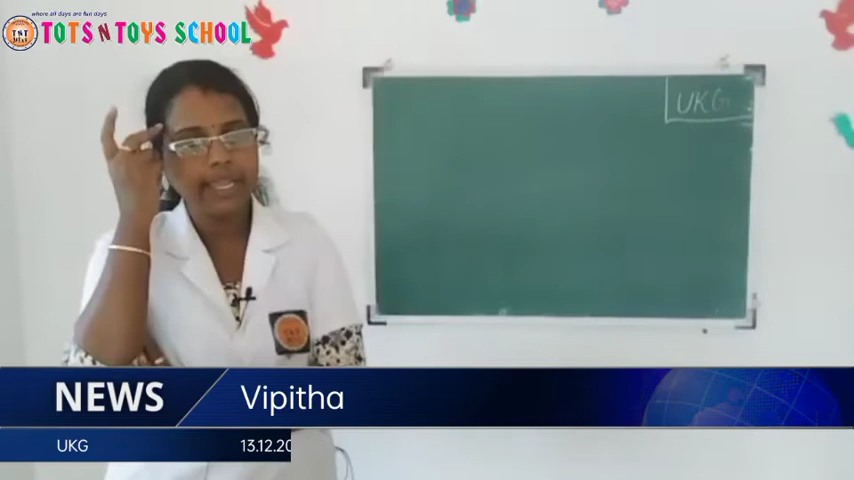 where all days are fun days
TOTS N TOYS SCHOOL
UKG
NEWS
Vipitha
UKG
13.12.20